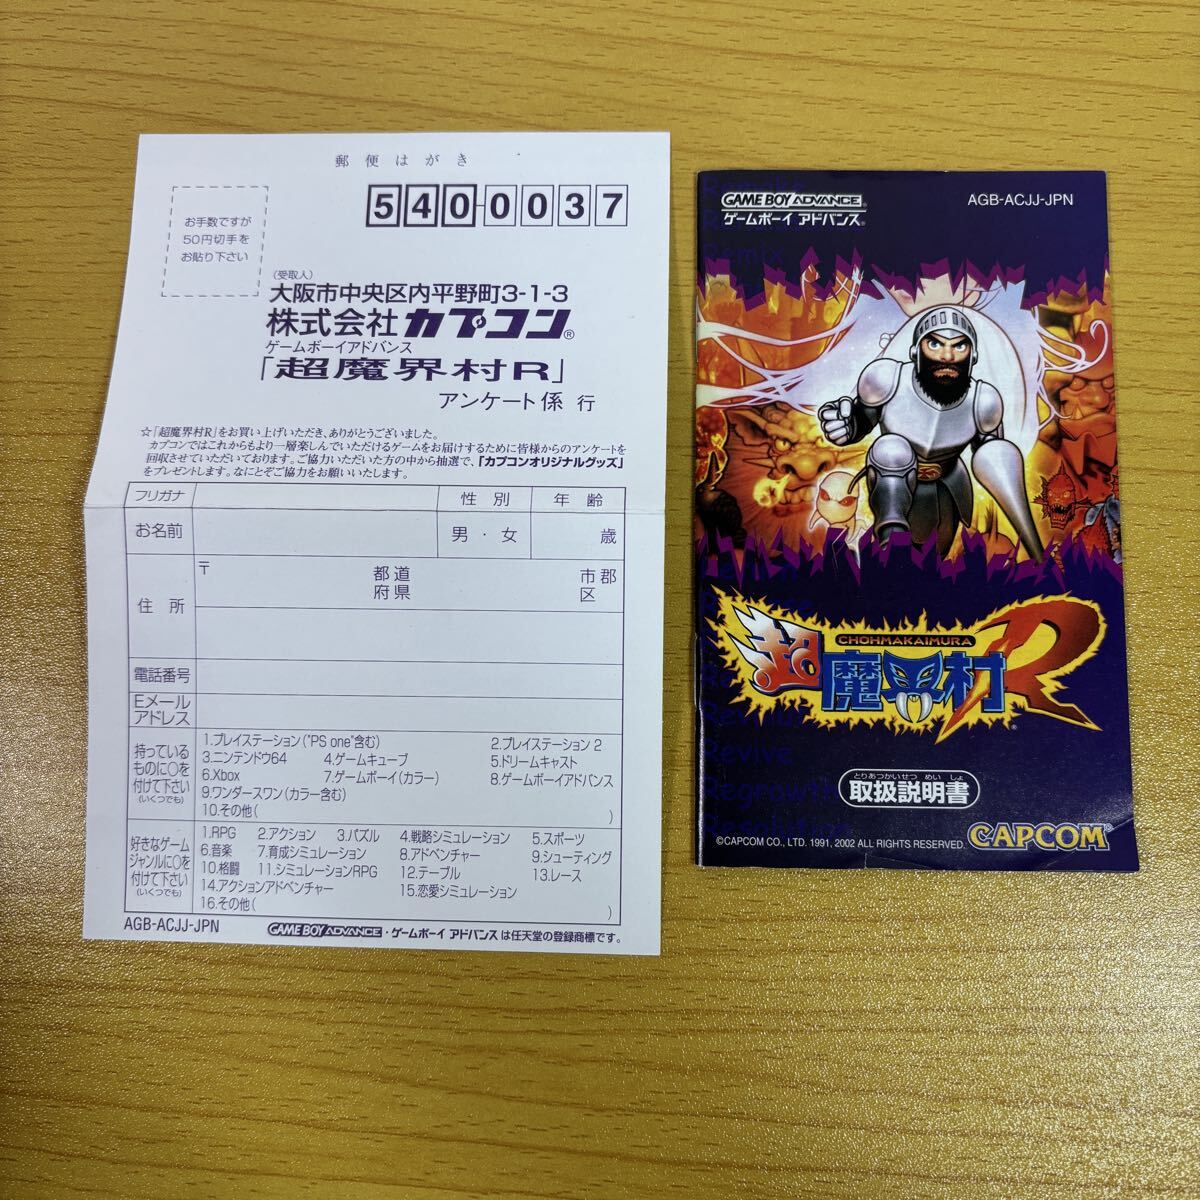 郵便はがき
お手数ですが
50円切手を
お貼り下さい
540-0037
(受取人)
大阪市中央区内平野町3-1-3
株式会社カプコン®
ゲームボーイアドバンス
「超魔界村R」
アンケート係 行
☆「超魔界村R」をお買い上げいただき、ありがとうございました。
カプコンではこれからもより一層楽しんでいただけるゲームをお届けするために皆様からのアンケートを
回収させていただいております。ご協力いただいた方の中から抽選で、「カプコンオリジナルグッズ」
をプレゼントします。なにとぞご協力をお願いいたします。
フリガナ
性別
年齢
お名前
男・女
歳
住所
〒
都道
府県
市郡
区
電話番号
Eメール
アドレス
持っている
ものに○を
付けて下さい
(いくつでも)
1.プレイステーション("PS one"含む) 2.プレイステーション2
3.ニンテンドウ64 4.ゲームキューブ 5.ドリームキャスト
6.Xbox 7.ゲームボーイ(カラー) 8.ゲームボーイアドバンス
9.ワンダースワン(カラー含む)
10.その他( )
好きなゲーム
ジャンルに○を
付けて下さい
(いくつでも)
1.RPG 2.アクション 3.パズル 4.戦略シミュレーション 5.スポーツ
6.音楽 7.育成シミュレーション 8.アドベンチャー 9.シューティング
10.格闘 11.シミュレーションRPG 12.テーブル 13.レース
14.アクションアドベンチャー 15.恋愛シミュレーション
16.その他( )
AGB-ACJJ-JPN
GAME BOY ADVANCE・ゲームボーイ アドバンスは任天堂の登録商標です。
GAME BOY ADVANCE
ゲームボーイ アドバンス®
AGB-ACJJ-JPN
Remix
CHOHMAKAIMURA
超魔界村R
Revive
Regrowth
とりあつかいせつめいしょ
取扱説明書
©CAPCOM CO., LTD. 1991, 2002 ALL RIGHTS RESERVED.
CAPCOM®